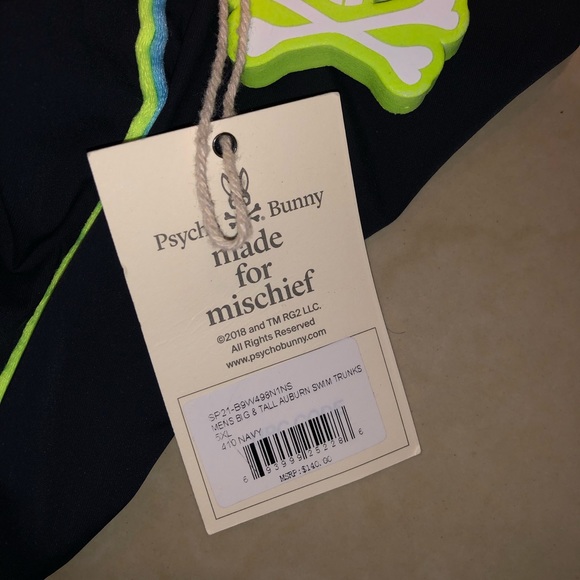 Psycho Bunny
made
for
mischief
©2018 and TM RG2 LLC.
All Rights Reserved
www.psychobunny.com
SP21-B9W498N1NS
MENS BIG & TALL AUBURN SWIM TRUNKS
5XL
410 NAVY
MSRP:$140.00